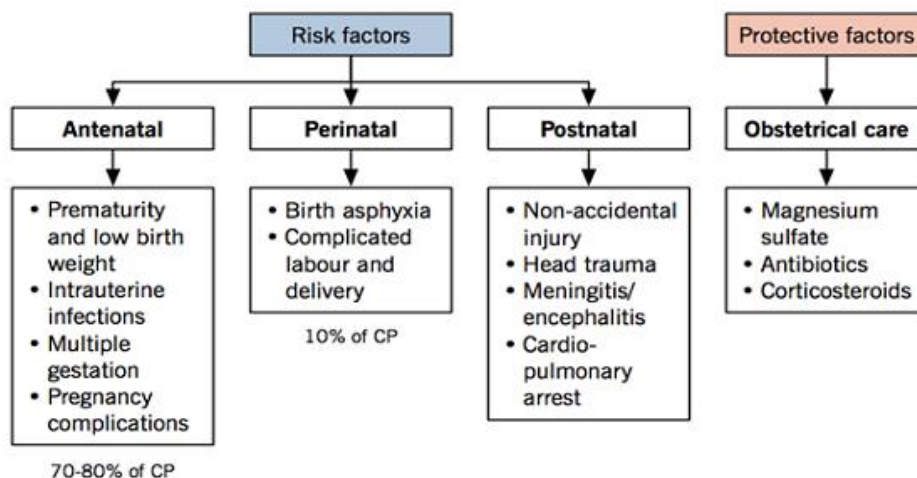 Risk factors
Protective factors
Antenatal
Perinatal
Postnatal
Obstetrical care
• Prematurity
and low birth
weight
• Intrauterine
infections
• Multiple
gestation
• Pregnancy
complications
70-80% of CP
• Birth asphyxia
• Complicated
labour and
delivery
10% of CP
• Non-accidental
injury
• Head trauma
• Meningitis/
encephalitis
• Cardio-
pulmonary
arrest
• Magnesium
sulfate
• Antibiotics
• Corticosteroids